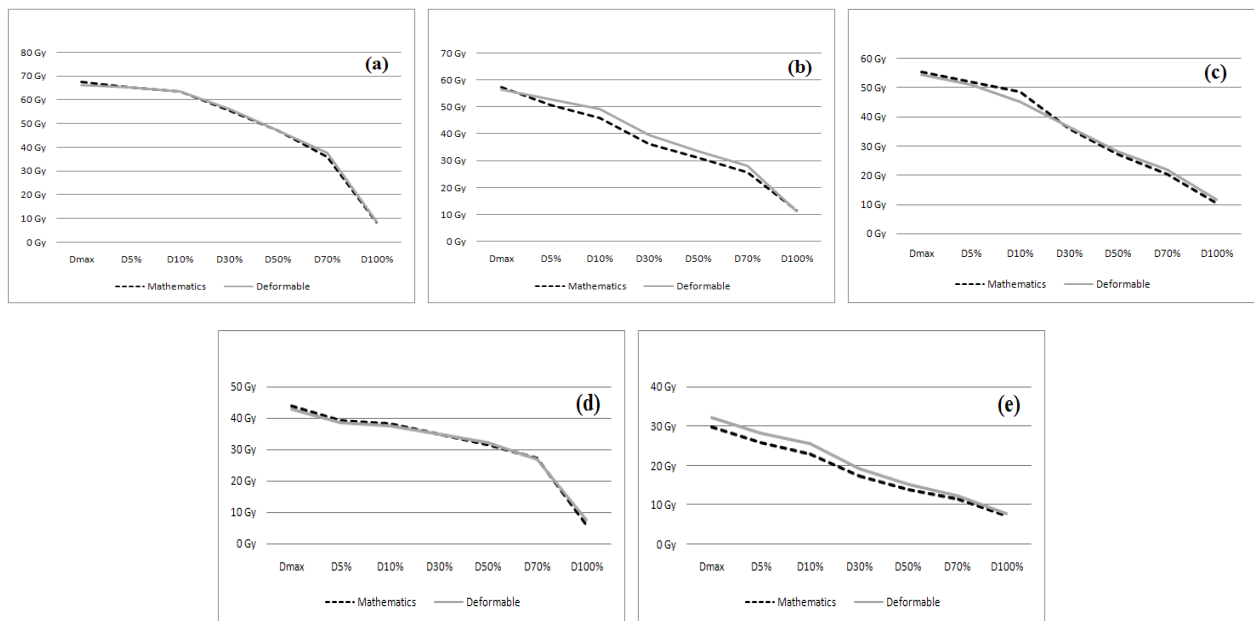 (a)
80 Gy
70 Gy
60 Gy
50 Gy
40 Gy
30 Gy
20 Gy
10 Gy
0 Gy
Dmax D5% D10% D30% D50% D70% D100%
Mathematics Deformable
(b)
70 Gy
60 Gy
50 Gy
40 Gy
30 Gy
20 Gy
10 Gy
0 Gy
Dmax D5% D10% D30% D50% D70% D100%
Mathematics Deformable
(c)
60 Gy
50 Gy
40 Gy
30 Gy
20 Gy
10 Gy
0 Gy
Dmax D5% D10% D30% D50% D70% D100%
Mathematics Deformable
(d)
50 Gy
40 Gy
30 Gy
20 Gy
10 Gy
0 Gy
Dmax D5% D10% D30% D50% D70% D100%
Mathematics Deformable
(e)
40 Gy
30 Gy
20 Gy
10 Gy
0 Gy
Dmax D5% D10% D30% D50% D70% D100%
Mathematics Deformable